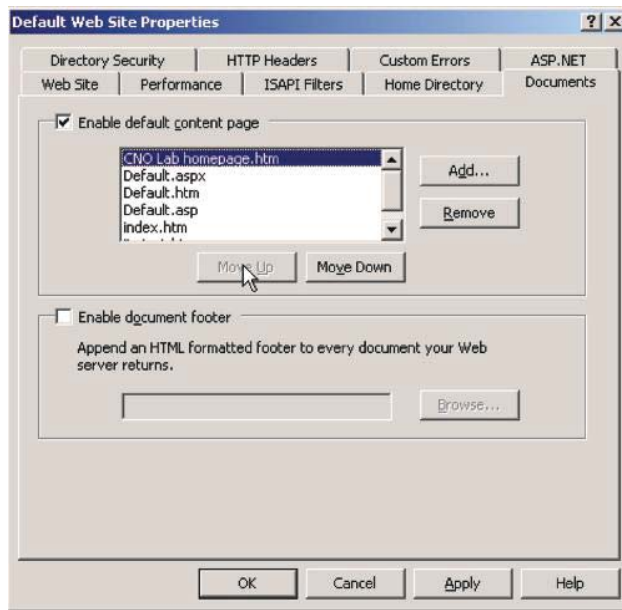 Default Web Site Properties
Directory Security HTTP Headers Custom Errors ASP.NET
Web Site Performance ISAPI Filters Home Directory Documents
Enable default content page
CNO Lab homepage.htm
Default.aspx
Default.htm
Default.asp
index.htm
Add...
Remove
Move Up Move Down
Enable document footer
Append an HTML formatted footer to every document your Web
server returns.
Browse...
OK Cancel Apply Help